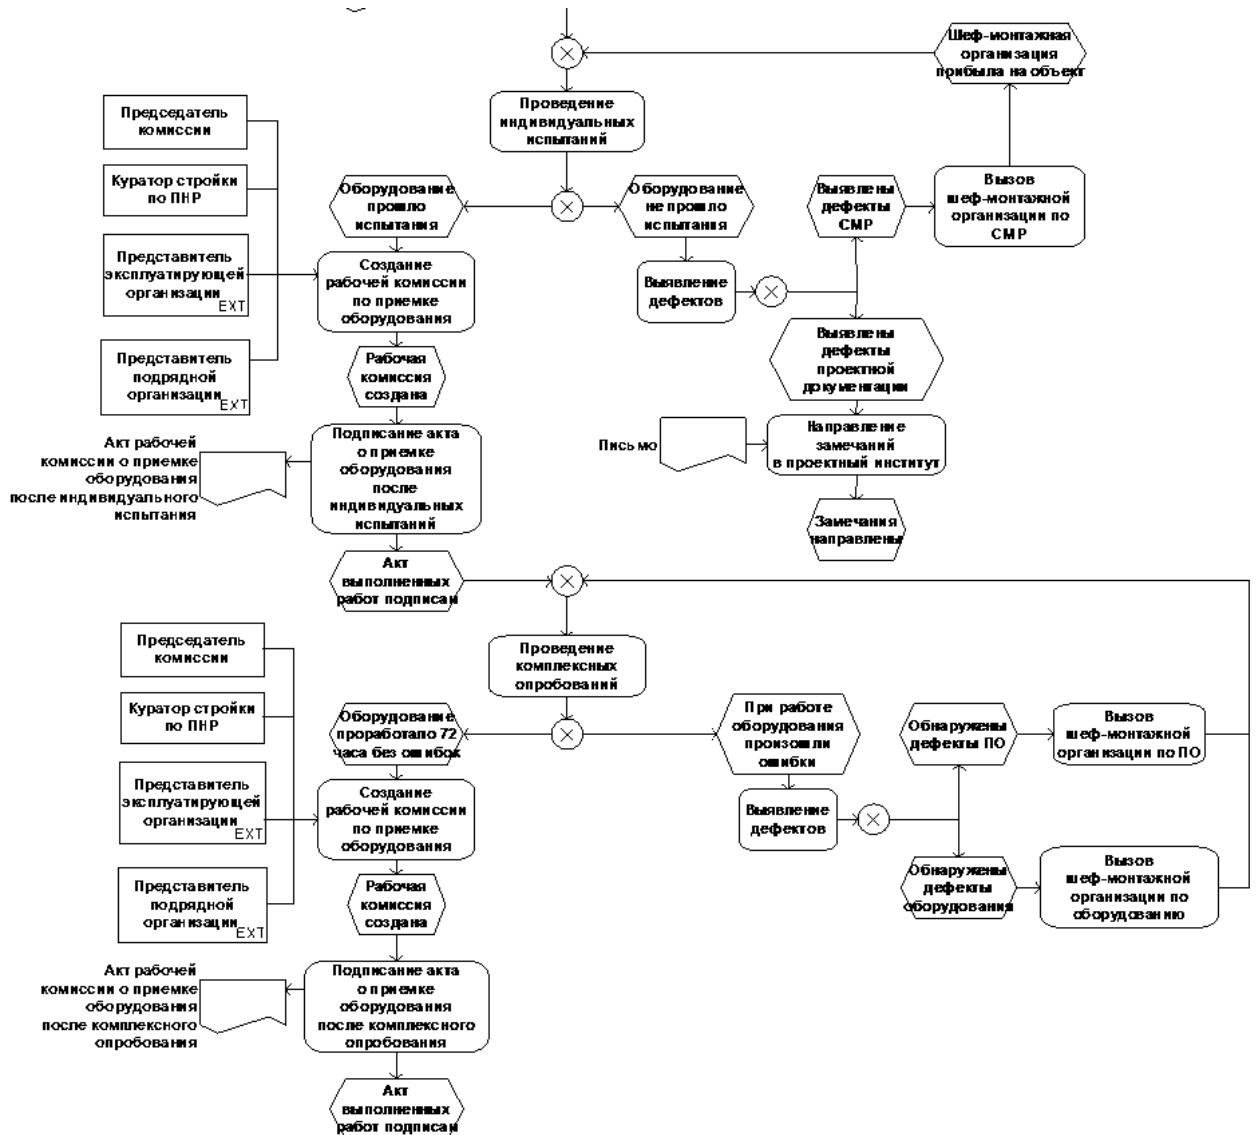 Шеф-монтажная
организация
прибыла на объект
Проведение
индивидуальных
испытаний
Председатель
комиссии
Куратор стройки
по ПНР
Представитель
эксплуатирующей
организации
EXT
Представитель
подрядной
организации
EXT
Оборудование
прошло
испытания
Оборудование
не прошло
испытания
Выявлены
дефекты
СМР
Вызов
шеф-монтажной
организации по
СМР
Создание
рабочей комиссии
по приемке
оборудования
Выявление
дефектов
Рабочая
комиссия
создана
Выявлены
дефекты
проектной
документации
Подписание акта
о приемке
оборудования
после
индивидуальных
испытаний
Акт рабочей
комиссии о приемке
оборудования
после индивидуального
испытания
Письмо
Направление
замечаний
в проектный институт
Замечания
направлены
Акт
выполненных
работ подписан
Проведение
комплексных
опробований
Председатель
комиссии
Куратор стройки
по ПНР
Представитель
эксплуатирующей
организации
EXT
Представитель
подрядной
организации
EXT
Оборудование
проработало 72
часа без ошибок
При работе
оборудования
произошли
ошибки
Обнаружены
дефекты ПО
Вызов
шеф-монтажной
организации по ПО
Создание
рабочей комиссии
по приемке
оборудования
Выявление
дефектов
Обнаружены
дефекты
оборудования
Вызов
шеф-монтажной
организации по
оборудованию
Рабочая
комиссия
создана
Подписание акта
о приемке
оборудования
после комплексного
опробования
Акт рабочей
комиссии о приемке
оборудования
после комплексного
опробования
Акт
выполненных
работ подписан